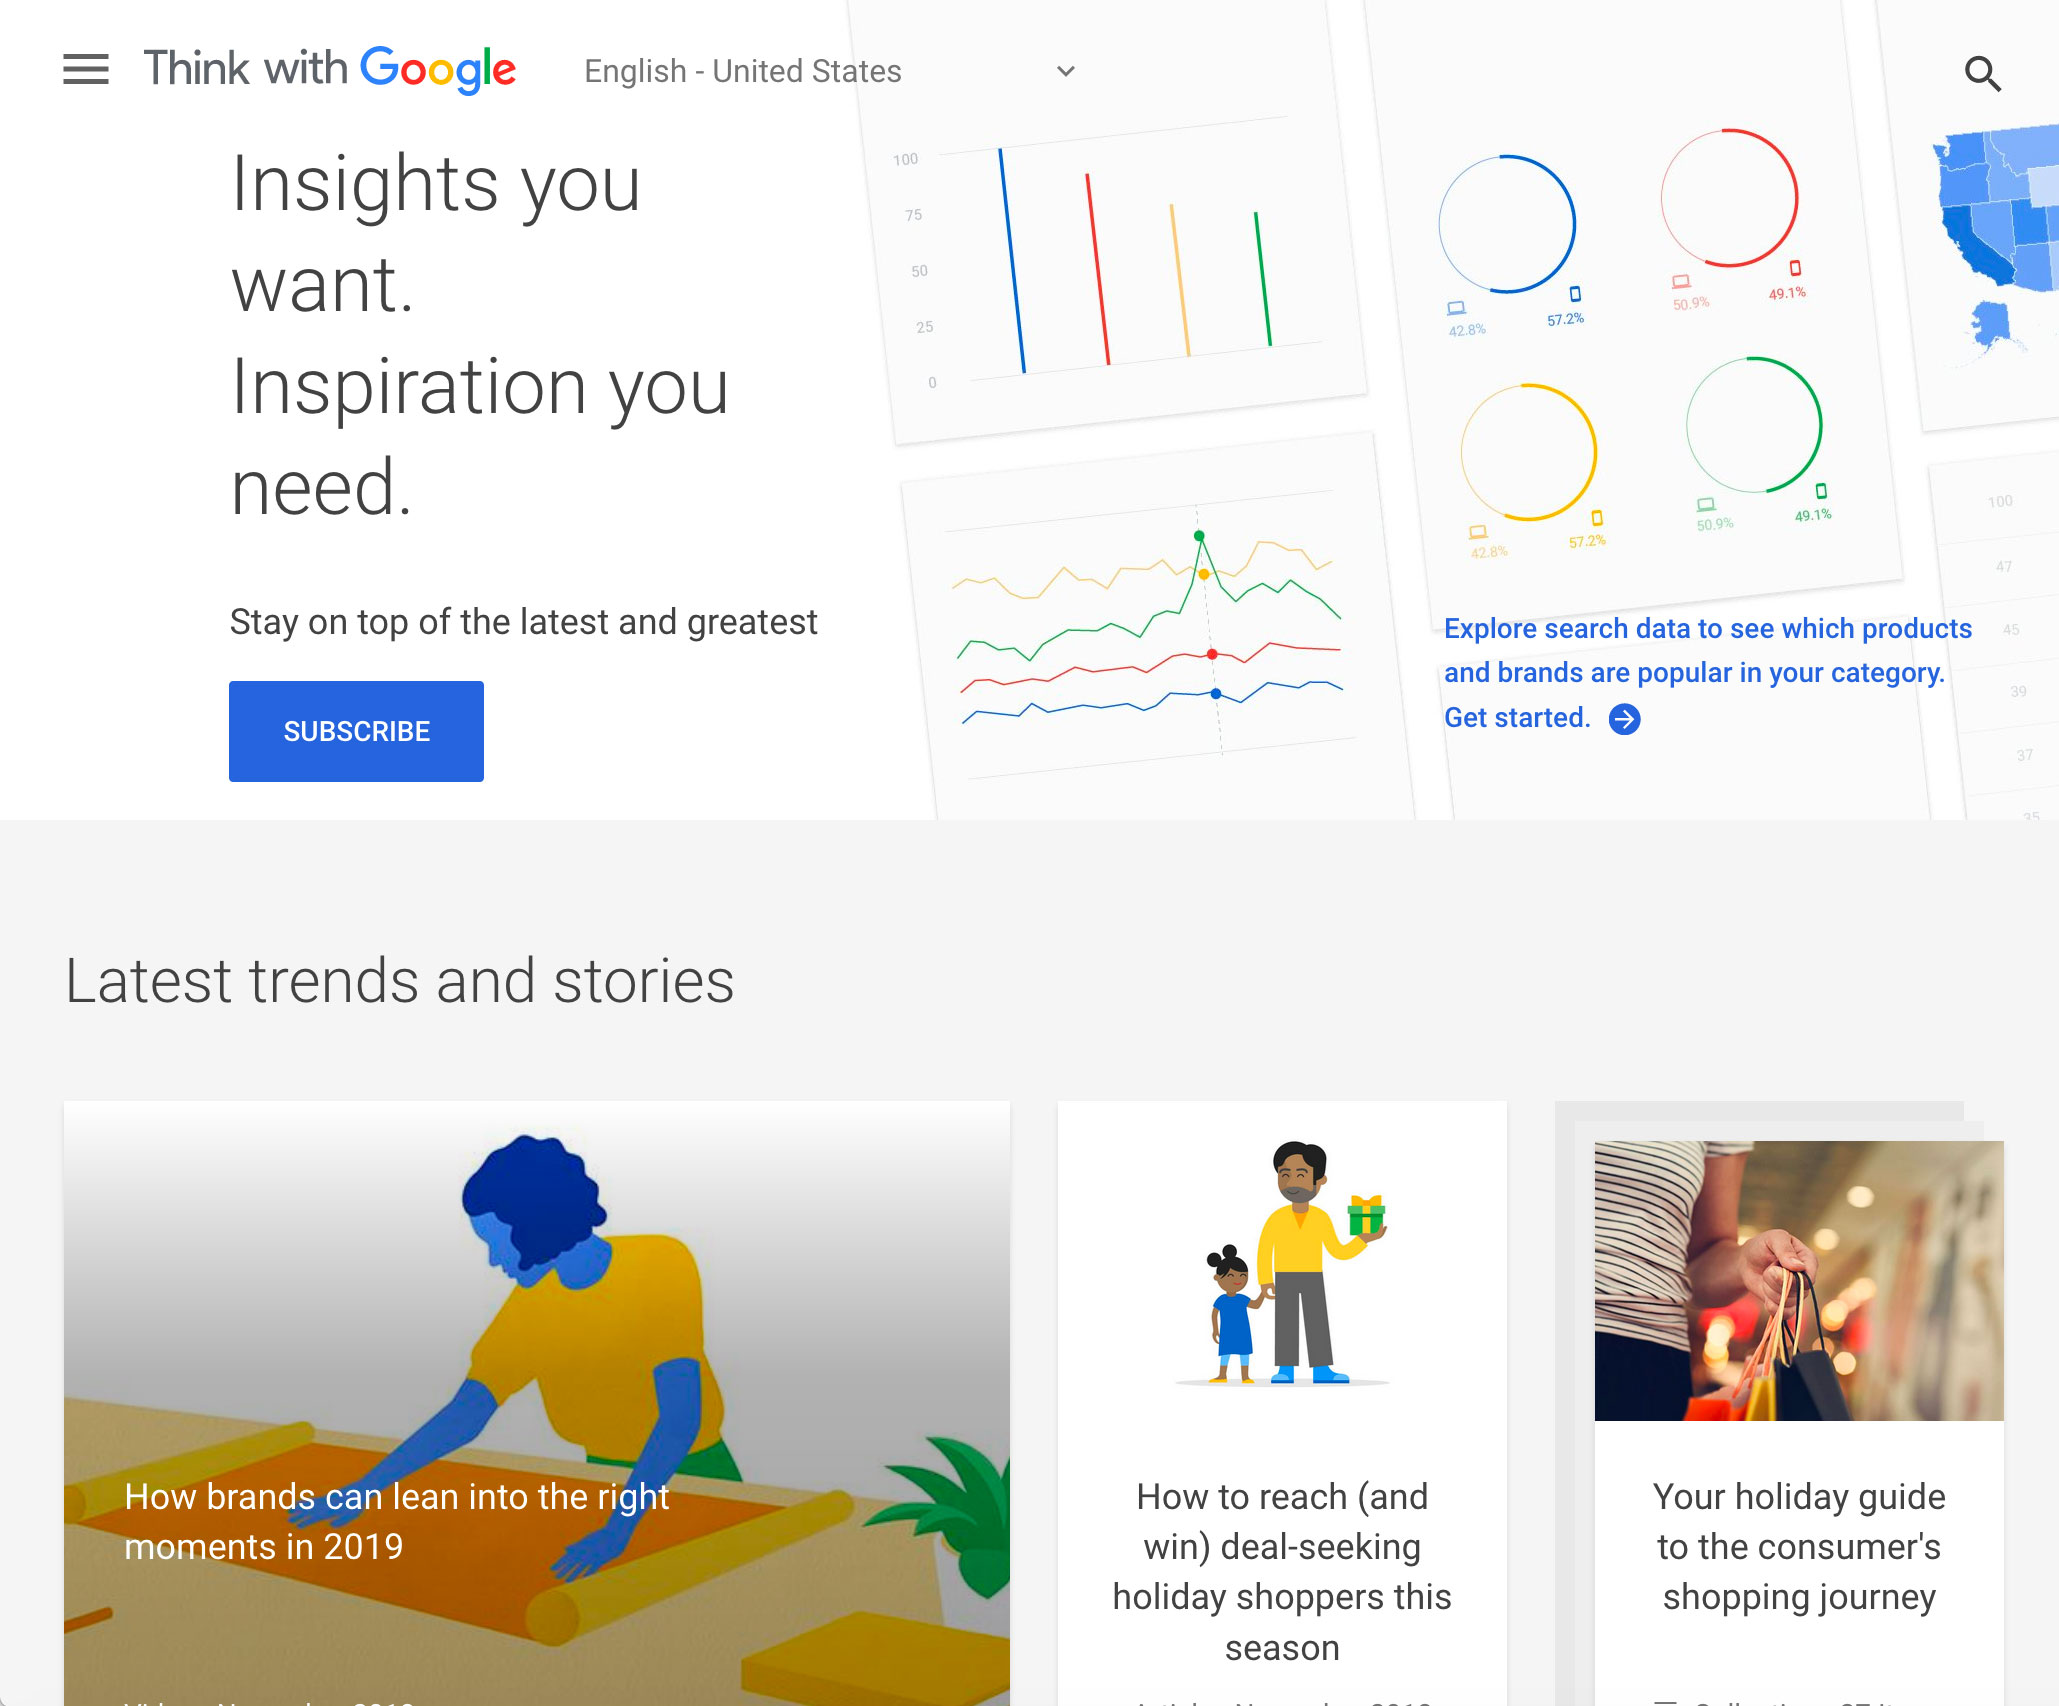 Think with Google
English - United States
Insights you
want.
Inspiration you
need.
Stay on top of the latest and greatest
SUBSCRIBE
100
75
50
25
0
42.8%
57.2%
50.9%
49.1%
42.8%
57.2%
50.9%
49.1%
Explore search data to see which products
and brands are popular in your category.
Get started.
100
47
45
39
37
35
Latest trends and stories
How brands can lean into the right
moments in 2019
How to reach (and
win) deal-seeking
holiday shoppers this
season
Your holiday guide
to the consumer's
shopping journey